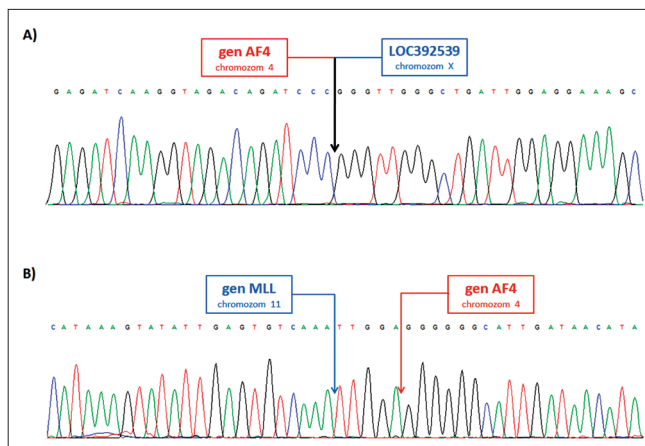 A)
gen AF4
chromozom 4
LOC392539
chromozom X
G A G A T C A A G G T A G A C A G A T C C C G G G T T G G G C T G A T T G G A G G A A A G C
B)
gen MLL
chromozom 11
gen AF4
chromozom 4
C A T A A A G T A T A T T G A G T G T C A A A T T G G A G G G G G G C A T T G A T A A C A T A